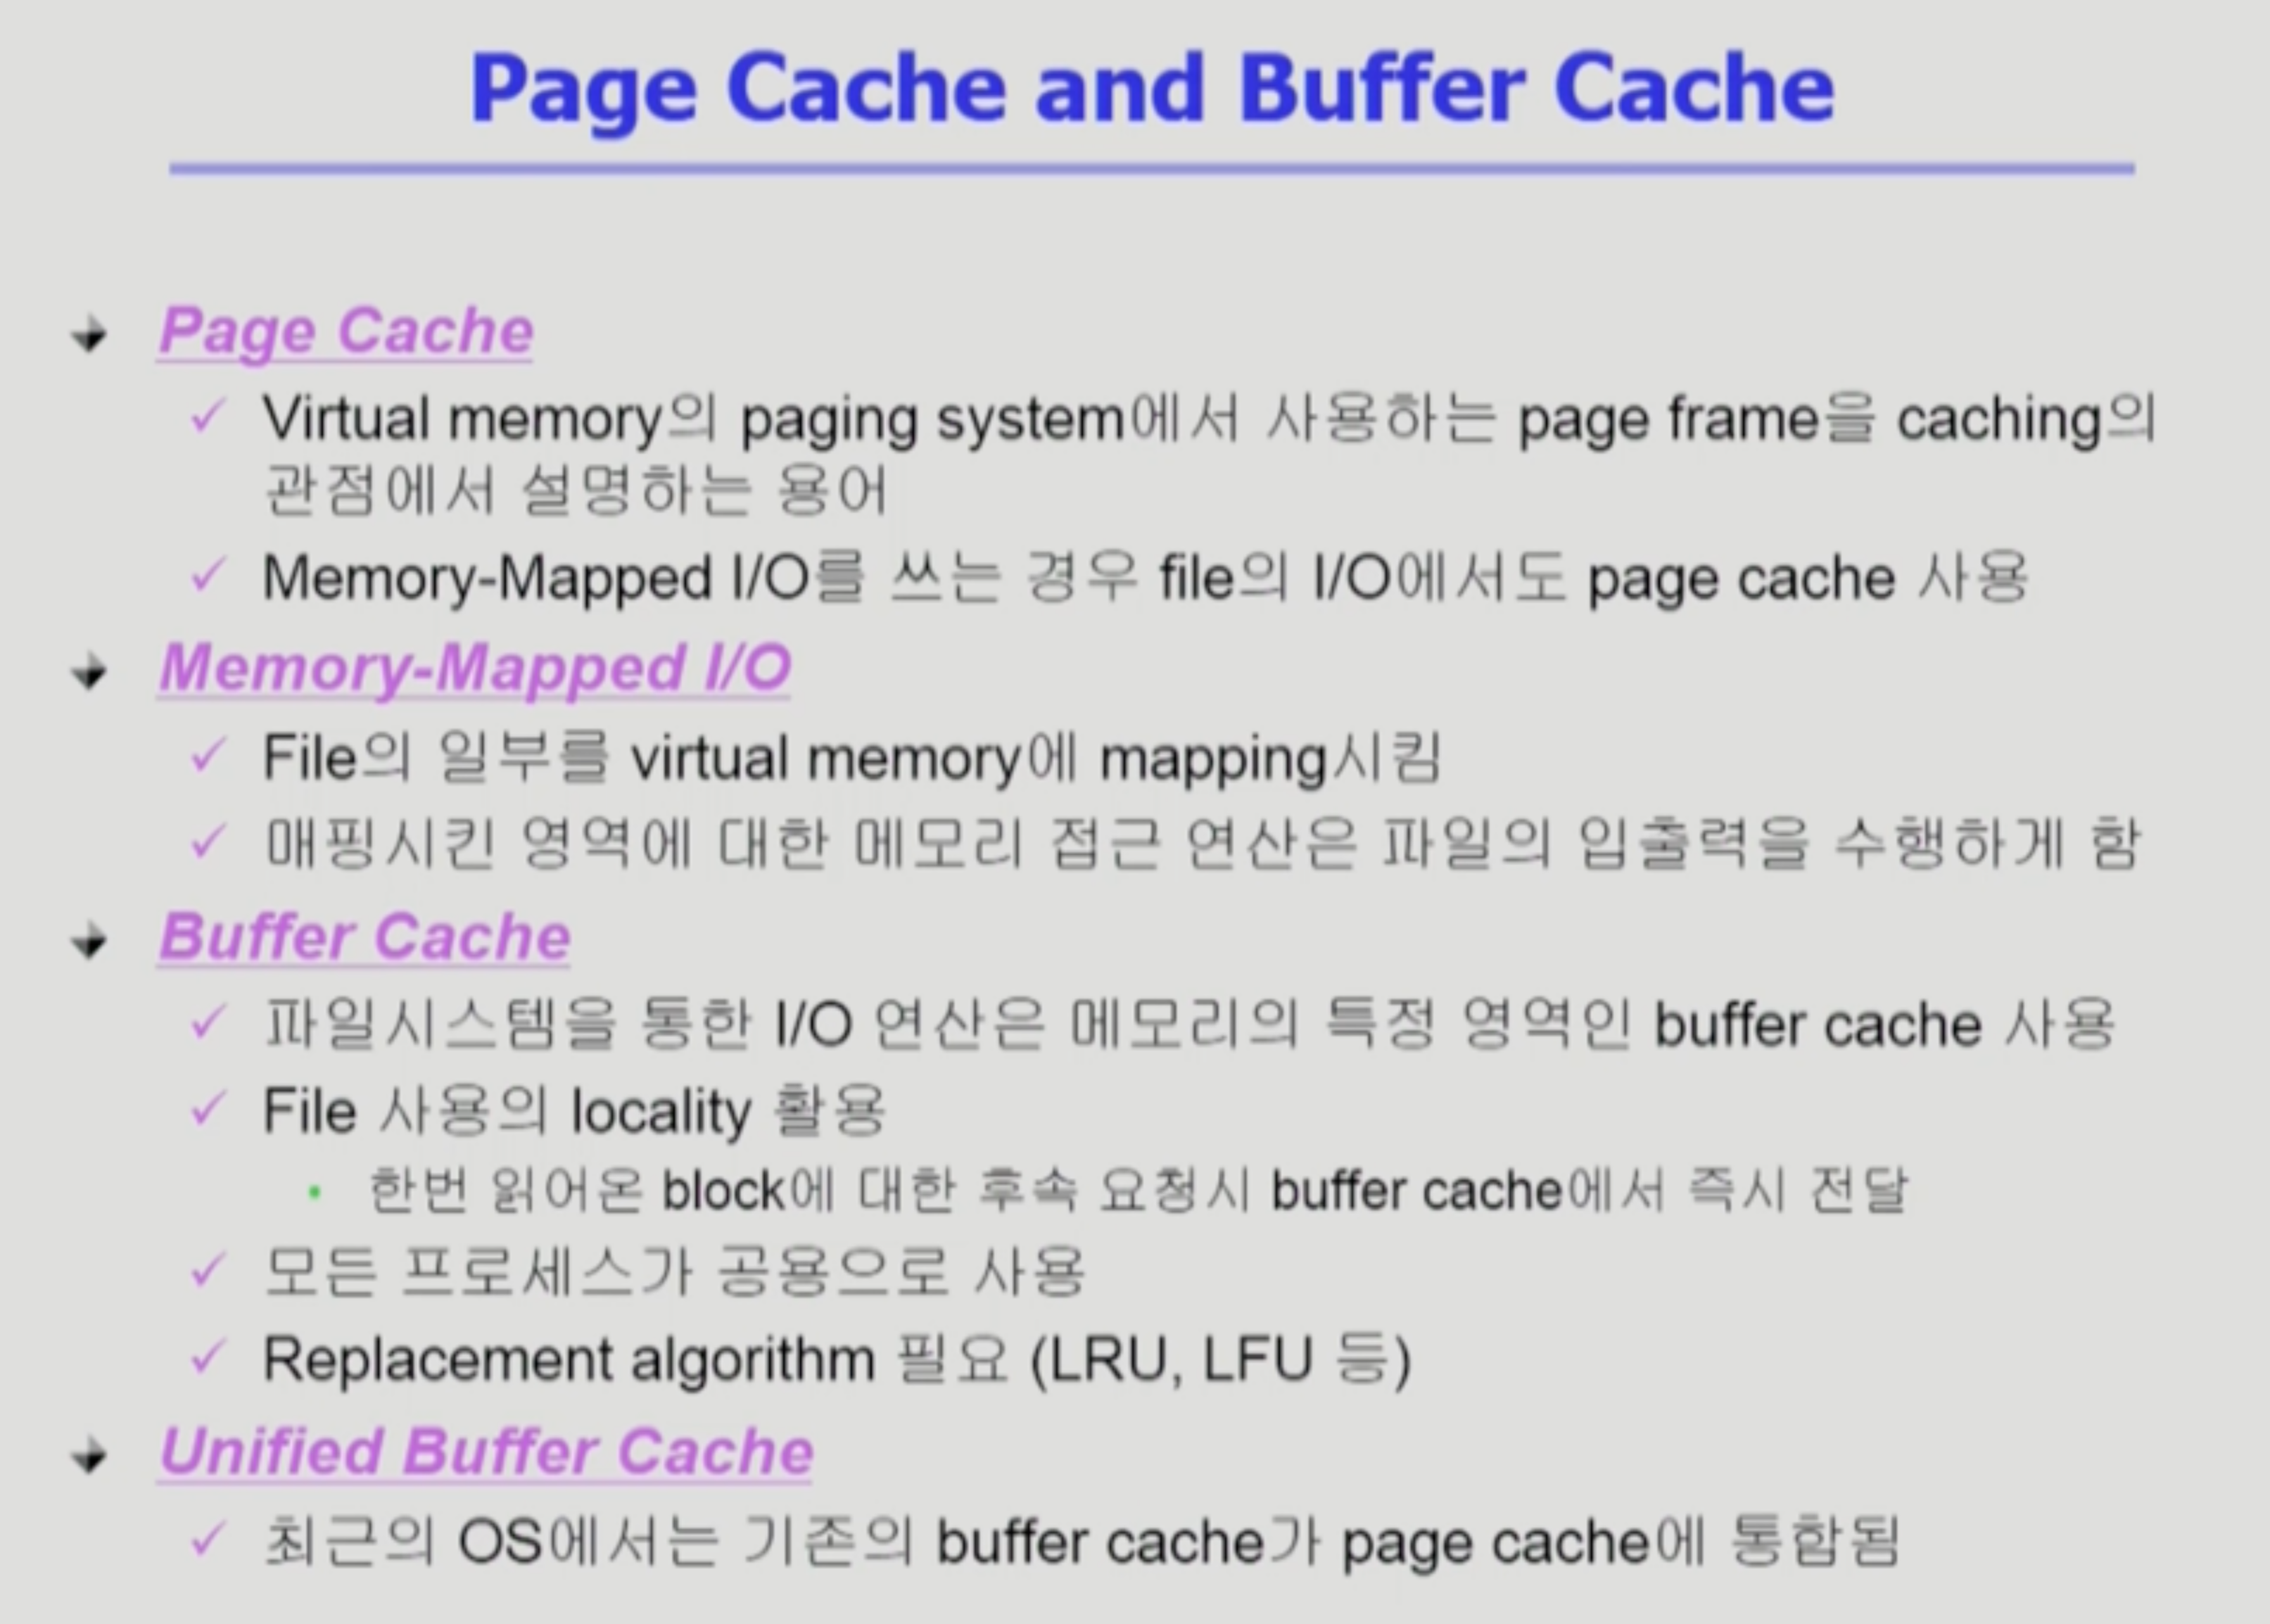 Page Cache and Buffer Cache
Page Cache
Virtual memory의 paging system에서 사용하는 page frame을 caching의
관점에서 설명하는 용어
Memory-Mapped I/O를 쓰는 경우 file의 I/O에서도 page cache 사용
Memory-Mapped I/O
File의 일부를 virtual memory에 mapping시킴
매핑시킨 영역에 대한 메모리 접근 연산은 파일의 입출력을 수행하게 함
Buffer Cache
파일시스템을 통한 I/O 연산은 메모리의 특정 영역인 buffer cache 사용
File 사용의 locality 활용
한번 읽어온 block에 대한 후속 요청시 buffer cache에서 즉시 전달
모든 프로세스가 공용으로 사용
Replacement algorithm 필요 (LRU, LFU 등)
Unified Buffer Cache
최근의 OS에서는 기존의 buffer cache가 page cache에 통합됨